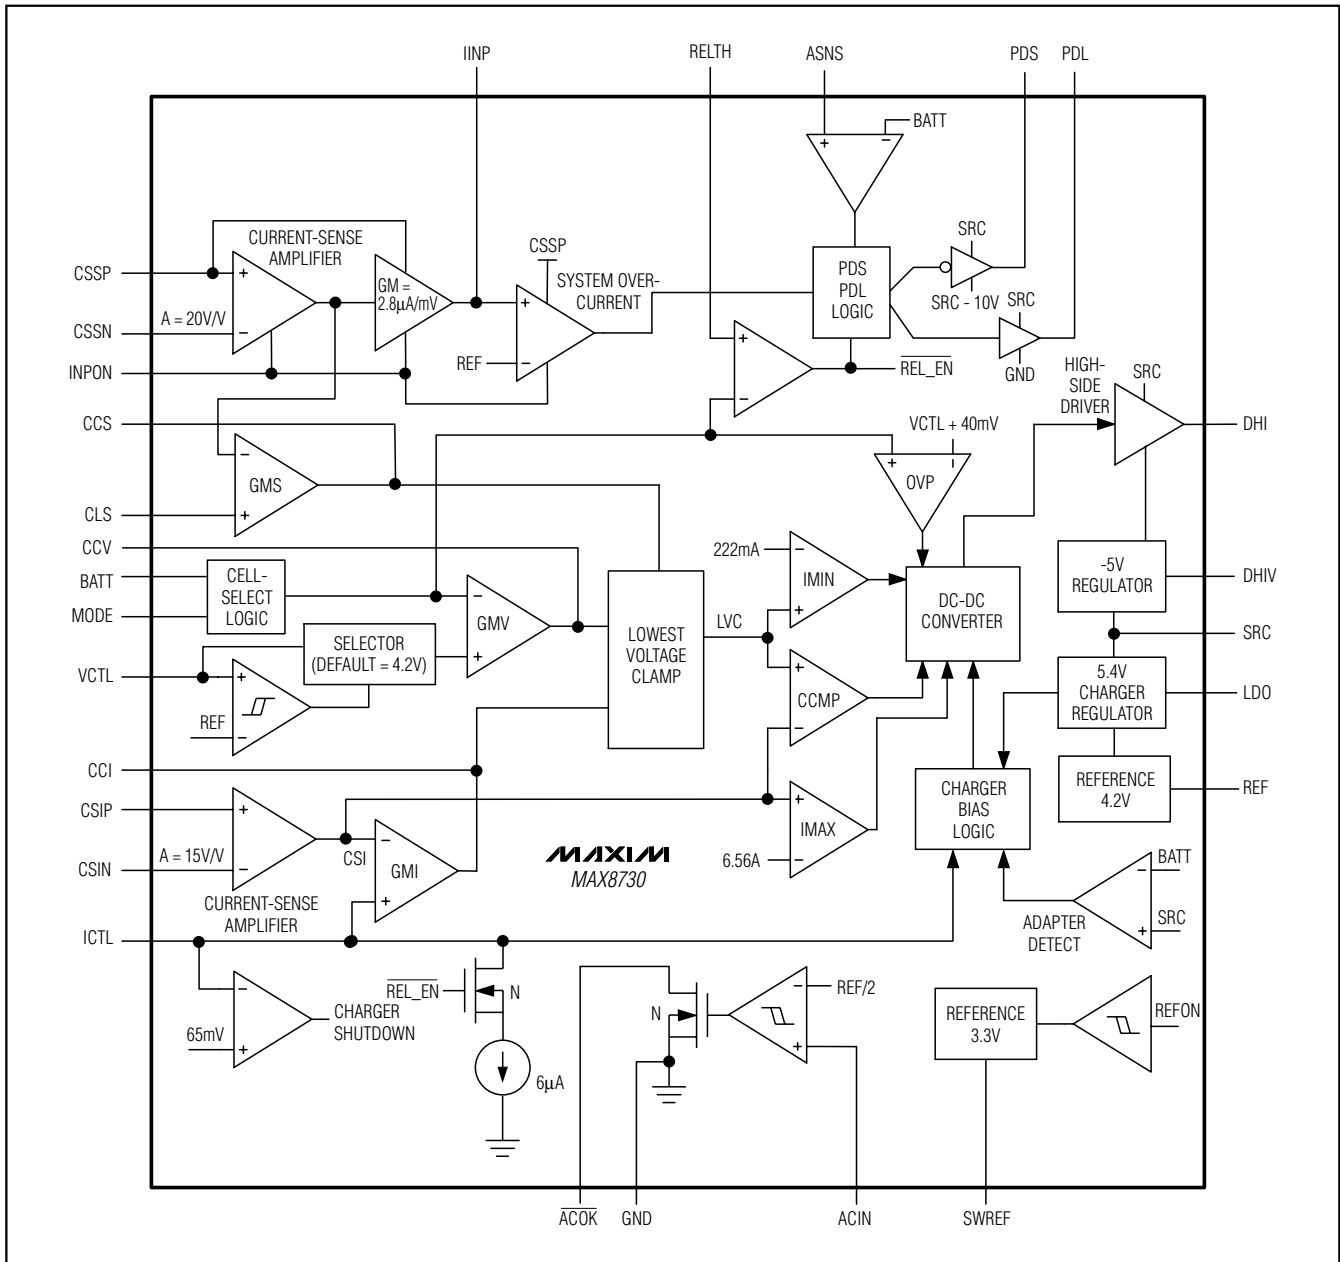 IINP
RELTH
ASNS
PDS
PDL
BATT
+
−
CURRENT-SENSE
AMPLIFIER
CSSP
SRC
CSSP
+
GM =
2.8µA/mV
+
SYSTEM OVER-
CURRENT
PDS
PDL
LOGIC
SRC - 10V
SRC
CSSN
A = 20V/V
−
REF
−
+
GND
INPON
REL_EN
HIGH-
SIDE
DRIVER
SRC
−
CCS
VCTL + 40mV
DHI
−
GMS
+
−
OVP
CLS
+
CCV
222mA
−
IMIN
+
-5V
REGULATOR
DHIV
BATT
MODE
CELL-
SELECT
LOGIC
−
GMV
+
LOWEST
VOLTAGE
CLAMP
LVC
DC-DC
CONVERTER
SRC
SELECTOR
(DEFAULT = 4.2V)
VCTL
+
REF
−
+
CCMP
−
5.4V
CHARGER
REGULATOR
LDO
CCI
CHARGER
BIAS
LOGIC
REFERENCE
4.2V
REF
CSIP
+
CSIN
A = 15V/V
−
CSI
−
GMI
+
+
IMAX
6.56A
−
MAXIM
MAX8730
CURRENT-SENSE
AMPLIFIER
BATT
−
SRC
+
ADAPTER
DETECT
ICTL
−
65mV
+
CHARGER
SHUTDOWN
REL_EN
N
6µA
N
−
REF/2
+
REFERENCE
3.3V
REFON
ACOK
GND
ACIN
SWREF